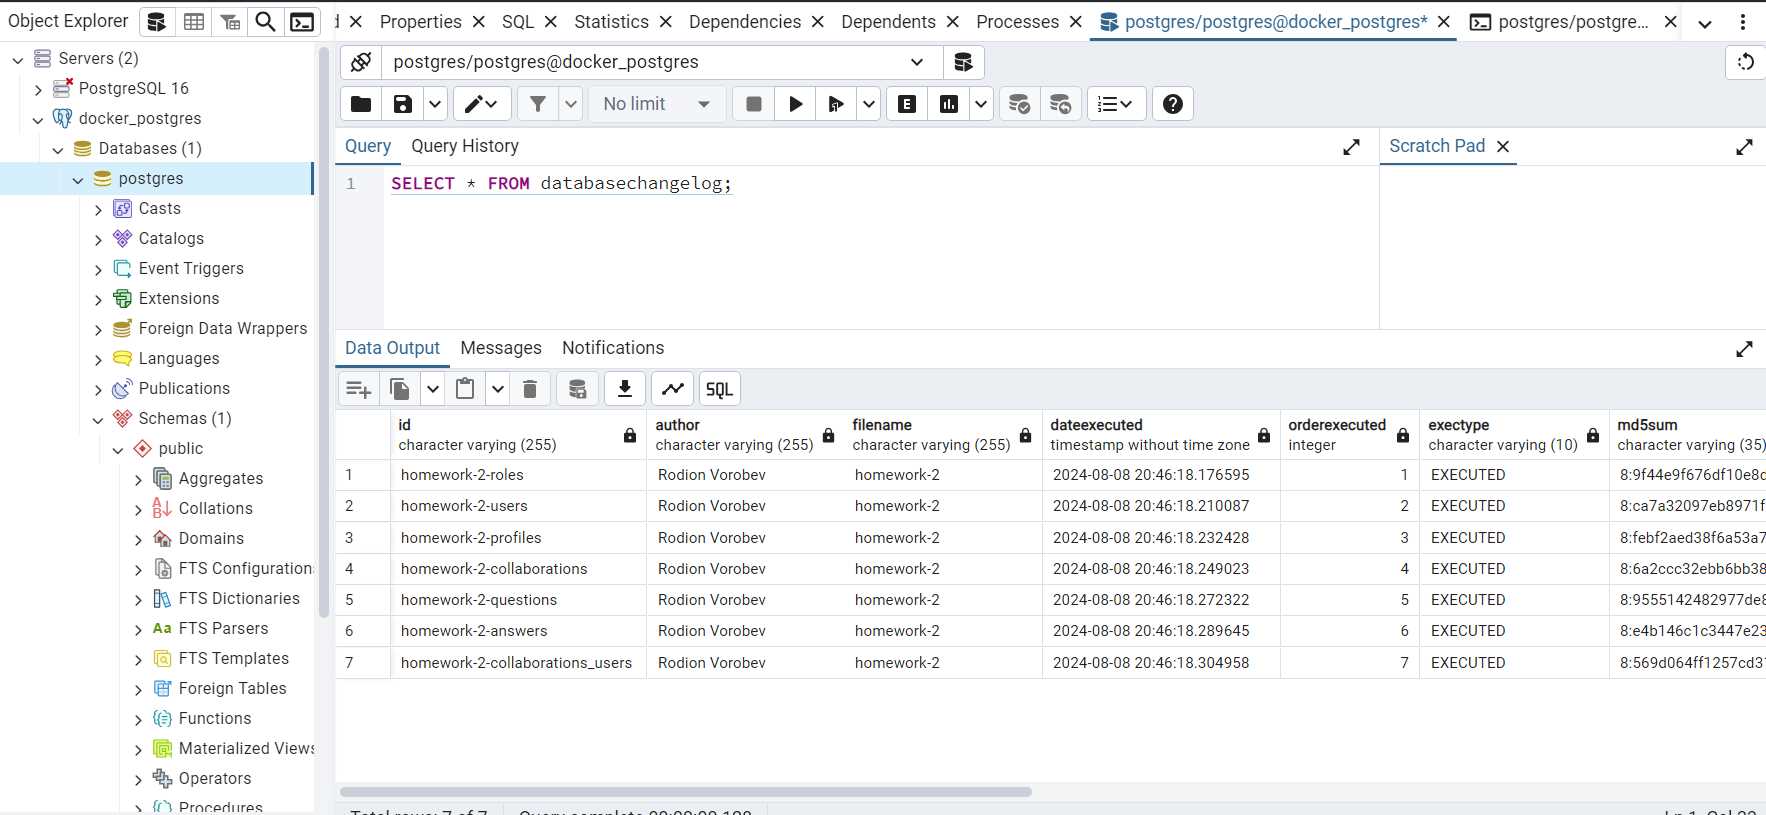 Object Explorer
d Properties SQL Statistics Dependencies Dependents Processes postgres/postgres@docker_postgres* postgres/postgre...
Servers (2)
PostgreSQL 16
docker_postgres
Databases (1)
postgres
Casts
Catalogs
Event Triggers
Extensions
Foreign Data Wrappers
Languages
Publications
Schemas (1)
public
Aggregates
Collations
Domains
FTS Configuration
FTS Dictionaries
Aa FTS Parsers
FTS Templates
Foreign Tables
Functions
Materialized Views
Operators
Procedures
postgres/postgres@docker_postgres
No limit E
Query Query History Scratch Pad
1 SELECT * FROM databasechangelog;
Data Output Messages Notifications
SQL
id author filename dateexecuted orderexecuted exectype md5sum
character varying (255) character varying (255) character varying (255) timestamp without time zone integer character varying (10) character varying (35)
1 homework-2-roles Rodion Vorobev homework-2 2024-08-08 20:46:18.176595 1 EXECUTED 8:9f44e9f676df10e8
2 homework-2-users Rodion Vorobev homework-2 2024-08-08 20:46:18.210087 2 EXECUTED 8:ca7a32097eb8971f
3 homework-2-profiles Rodion Vorobev homework-2 2024-08-08 20:46:18.232428 3 EXECUTED 8:febf2aed38f6a53a7
4 homework-2-collaborations Rodion Vorobev homework-2 2024-08-08 20:46:18.249023 4 EXECUTED 8:6a2ccc32ebb6bb38
5 homework-2-questions Rodion Vorobev homework-2 2024-08-08 20:46:18.272322 5 EXECUTED 8:9555142482977de8
6 homework-2-answers Rodion Vorobev homework-2 2024-08-08 20:46:18.289645 6 EXECUTED 8:e4b146c1c3447e23
7 homework-2-collaborations_users Rodion Vorobev homework-2 2024-08-08 20:46:18.304958 7 EXECUTED 8:569d064ff1257cd3
Total rows: 7 of 7 Query complete